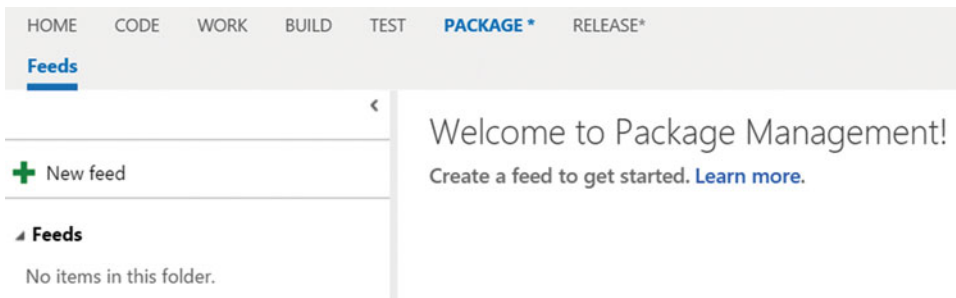 HOME CODE WORK BUILD TEST PACKAGE * RELEASE*
Feeds
New feed
Feeds
No items in this folder.
Welcome to Package Management!
Create a feed to get started. Learn more.